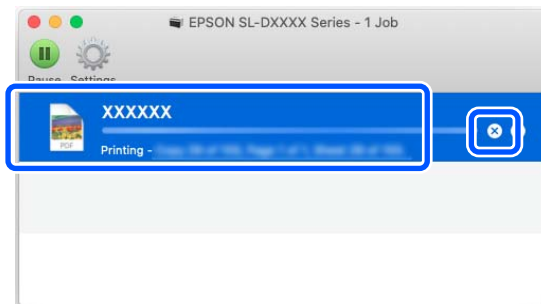 EPSON SL-DXXXX Series - 1 Job
Pause Settings
XXXXXX
PDF
Printing -